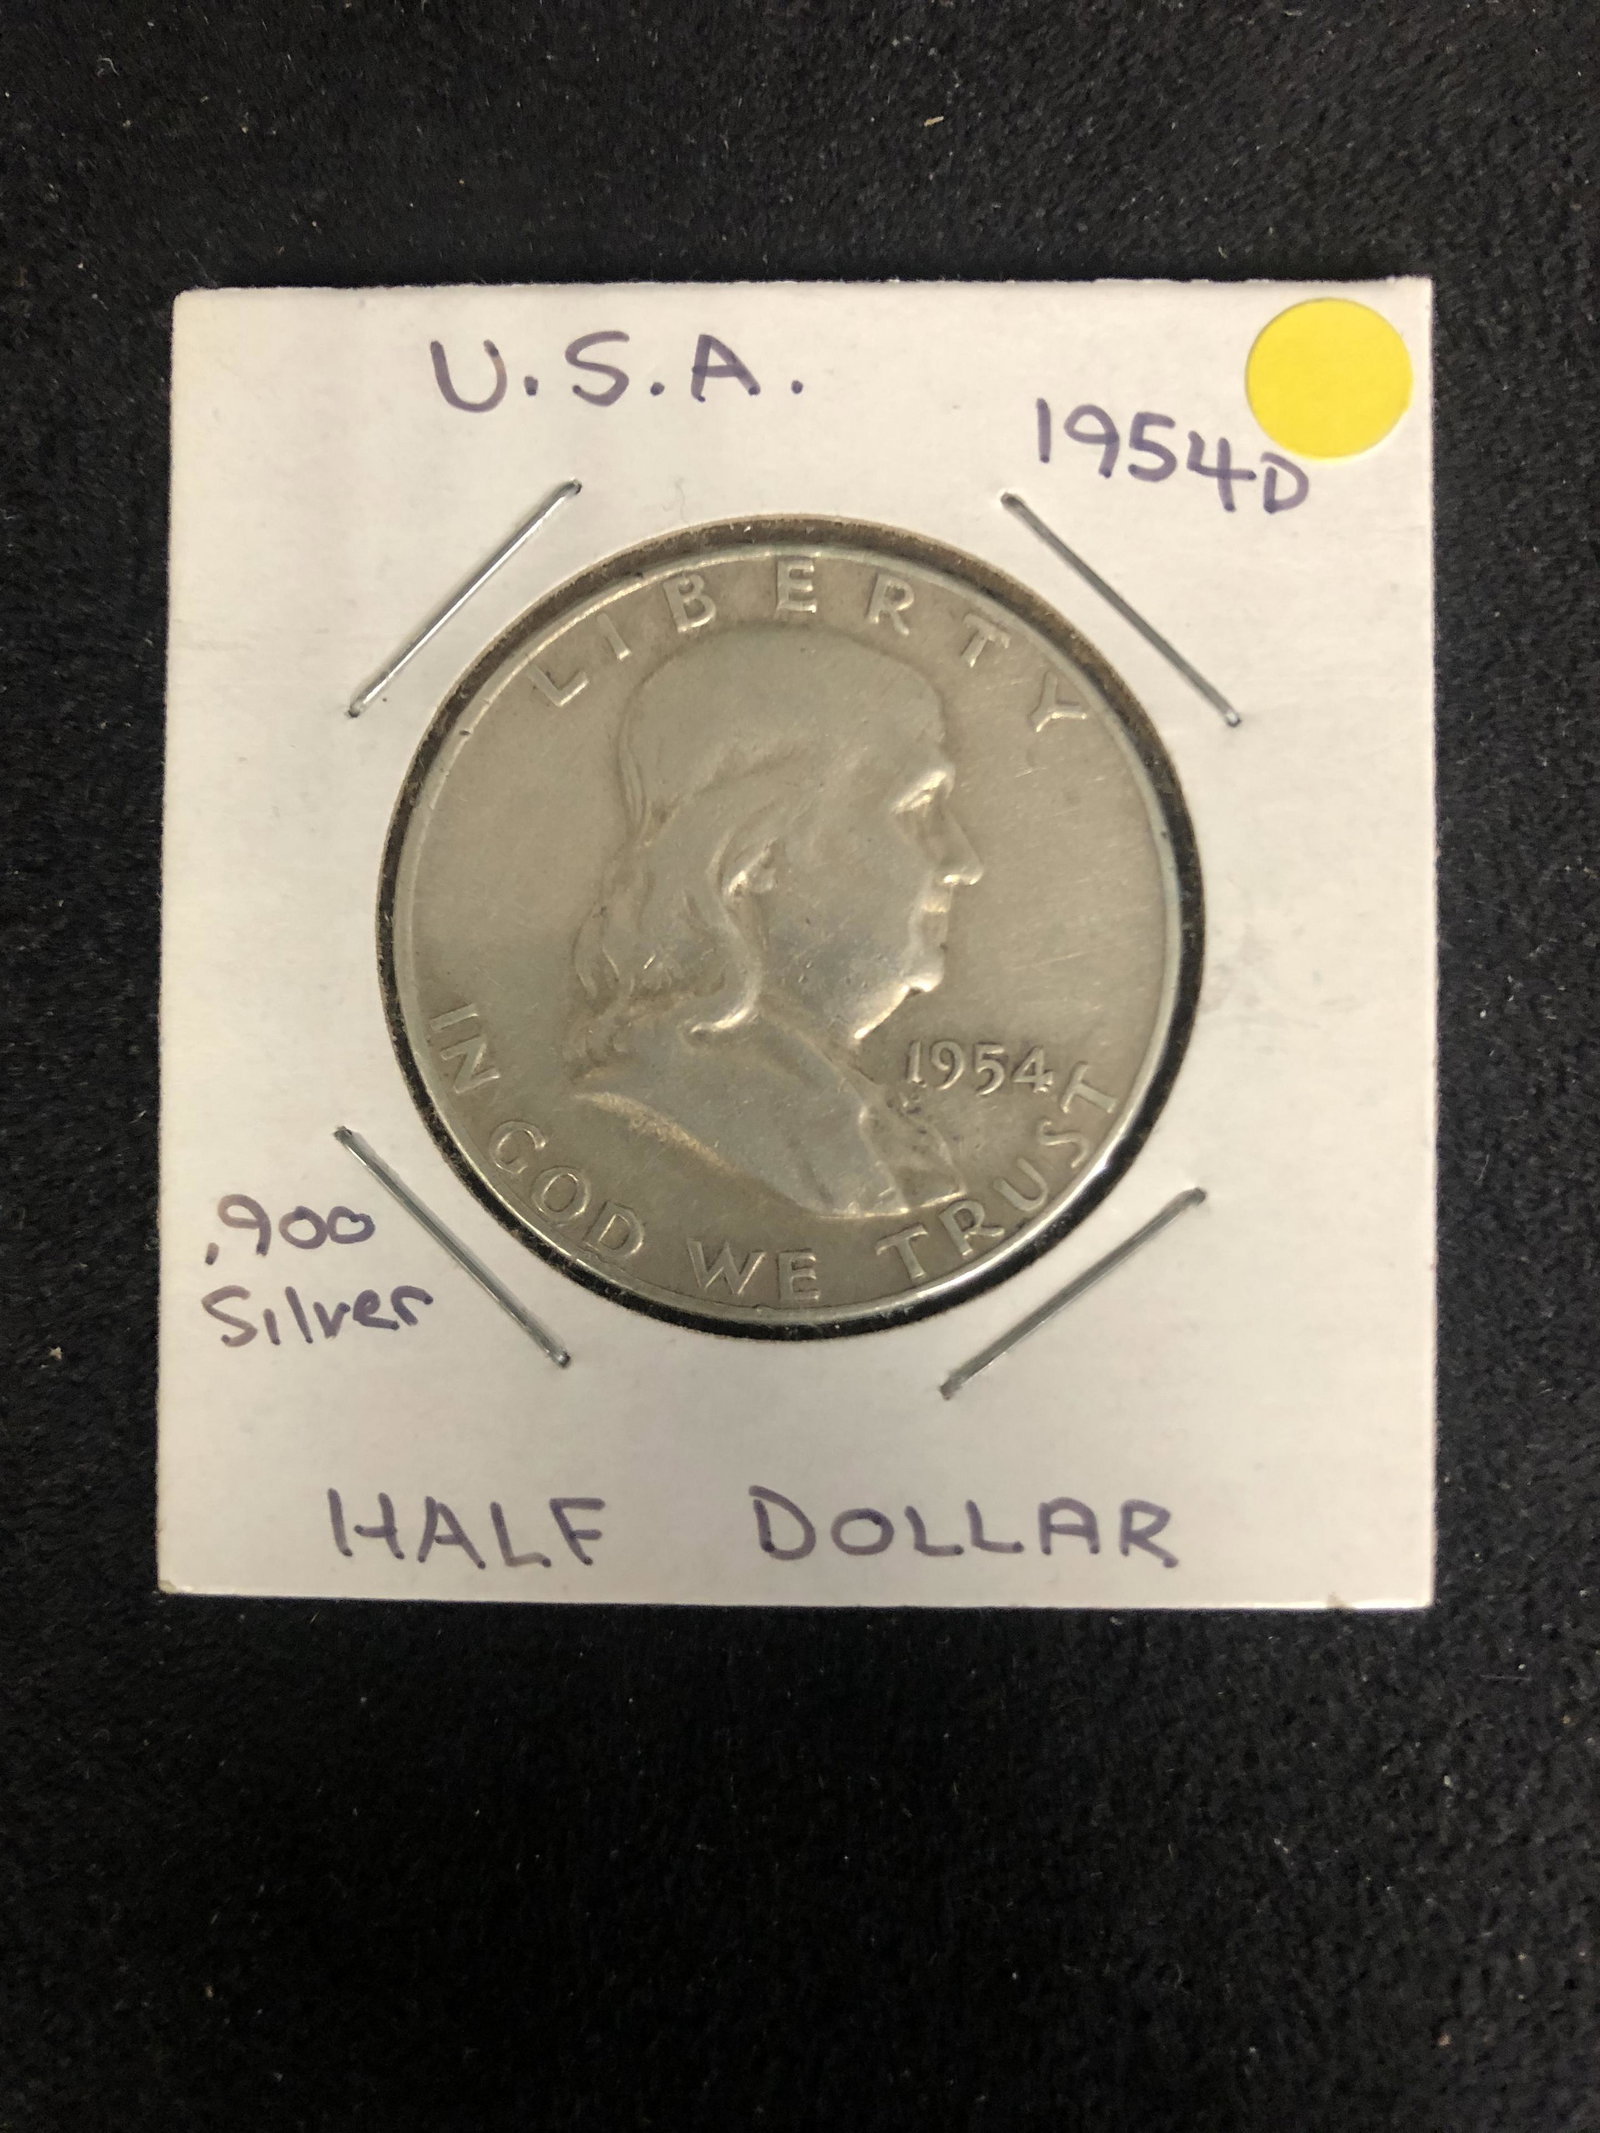 U.S.A.
1954D
LIBERTY
1954
IN GOD WE TRUST
.900
Silver
HALF DOLLAR